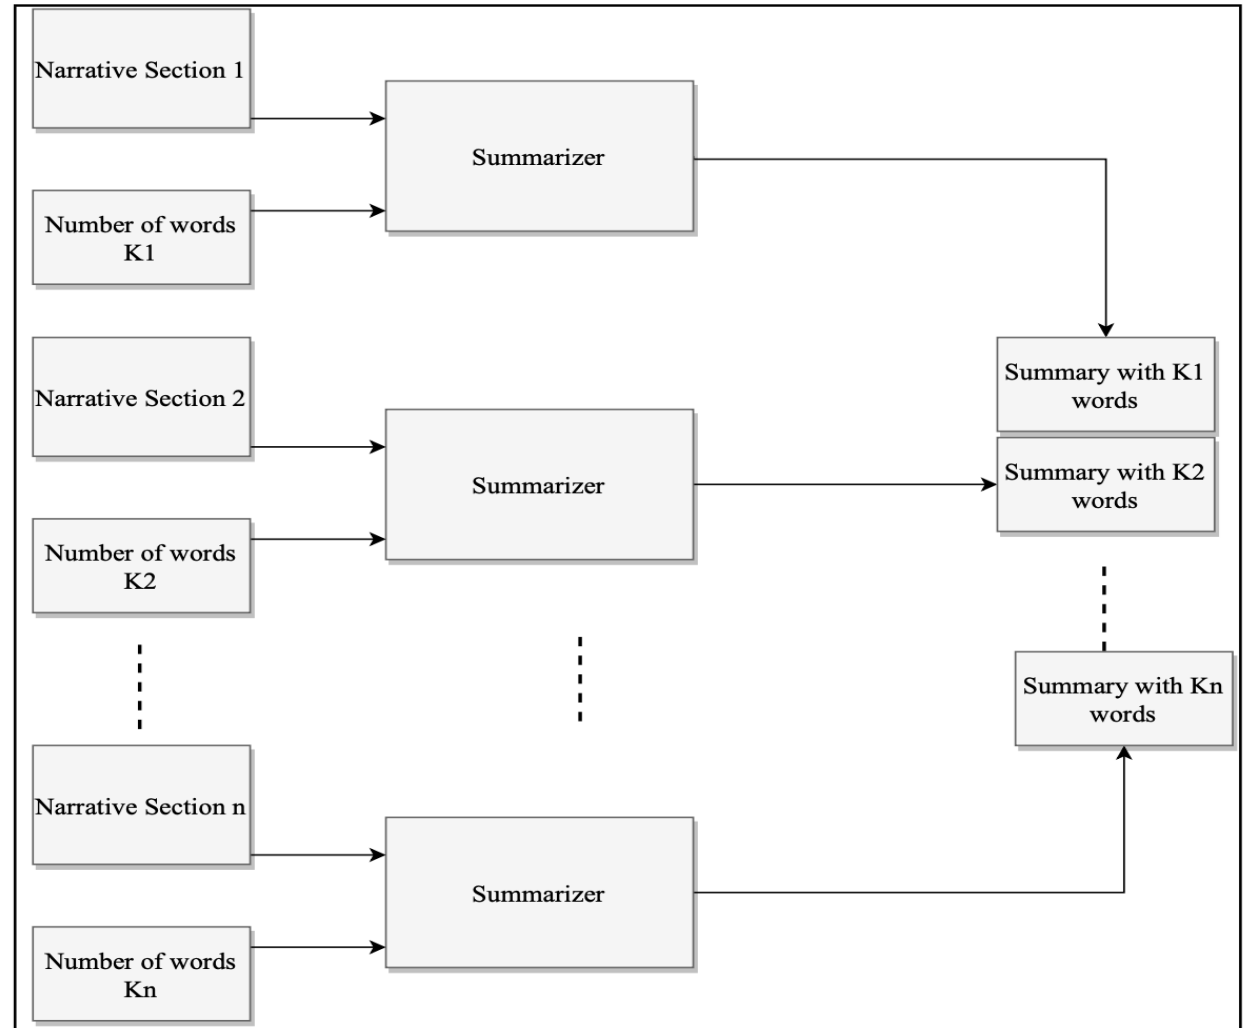 Narrative Section 1
Summarizer
Number of words
K1
Narrative Section 2
Summary with K1
words
Summarizer
Summary with K2
words
Number of words
K2
Summary with Kn
words
Narrative Section n
Summarizer
Number of words
Kn